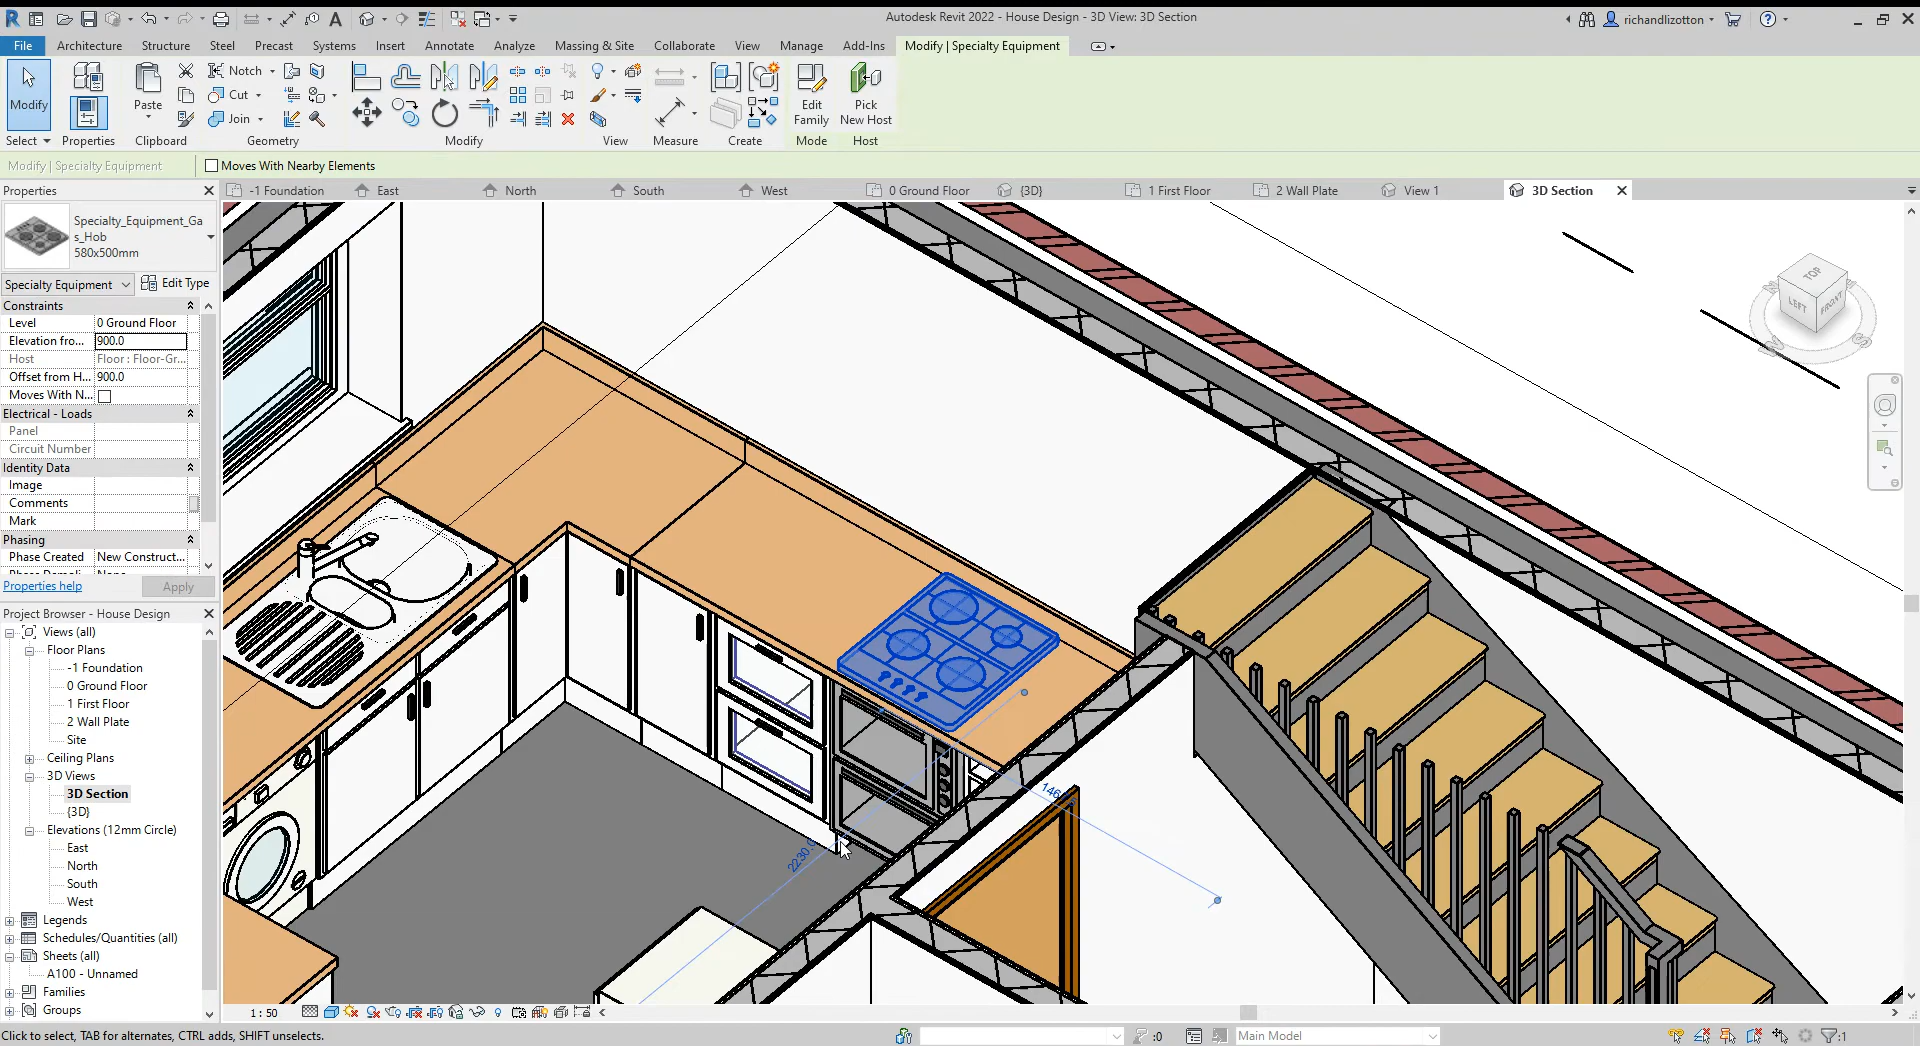 Autodesk Revit 2022 - House Design - 3D View: 3D Section
richandlizotton
File
Architecture
Structure
Steel
Precast
Systems
Insert
Annotate
Analyze
Massing & Site
Collaborate
View
Manage
Add-Ins
Modify | Specialty Equipment
Modify
Select
Properties
Paste
Clipboard
Notch
Cut
Join
Geometry
Modify
View
Measure
Create
Edit
Family
Mode
Pick
New Host
Host
Modify | Specialty Equipment
Moves With Nearby Elements
Properties
-1 Foundation
East
North
South
West
0 Ground Floor
{3D}
1 First Floor
2 Wall Plate
View 1
3D Section
Specialty_Equipment_Ga
s_Hob
580x500mm
Specialty Equipment
Edit Type
Constraints
Level 0 Ground Floor
Elevation fro... 900.0
Host Floor : Floor-Gr...
Offset from H... 900.0
Moves With N...
Electrical - Loads
Panel
Circuit Number
Identity Data
Image
Comments
Mark
Phasing
Phase Created New Construct...
Properties help
Apply
Project Browser - House Design
Views (all)
Floor Plans
-1 Foundation
0 Ground Floor
1 First Floor
2 Wall Plate
Site
Ceiling Plans
3D Views
3D Section
{3D}
Elevations (12mm Circle)
East
North
South
West
Legends
Schedules/Quantities (all)
Sheets (all)
A100 - Unnamed
Families
Groups
TOP
LEFT
FRONT
146
2230.0
1 : 50
Click to select, TAB for alternates, CTRL adds, SHIFT unselects.
:0
Main Model
:1